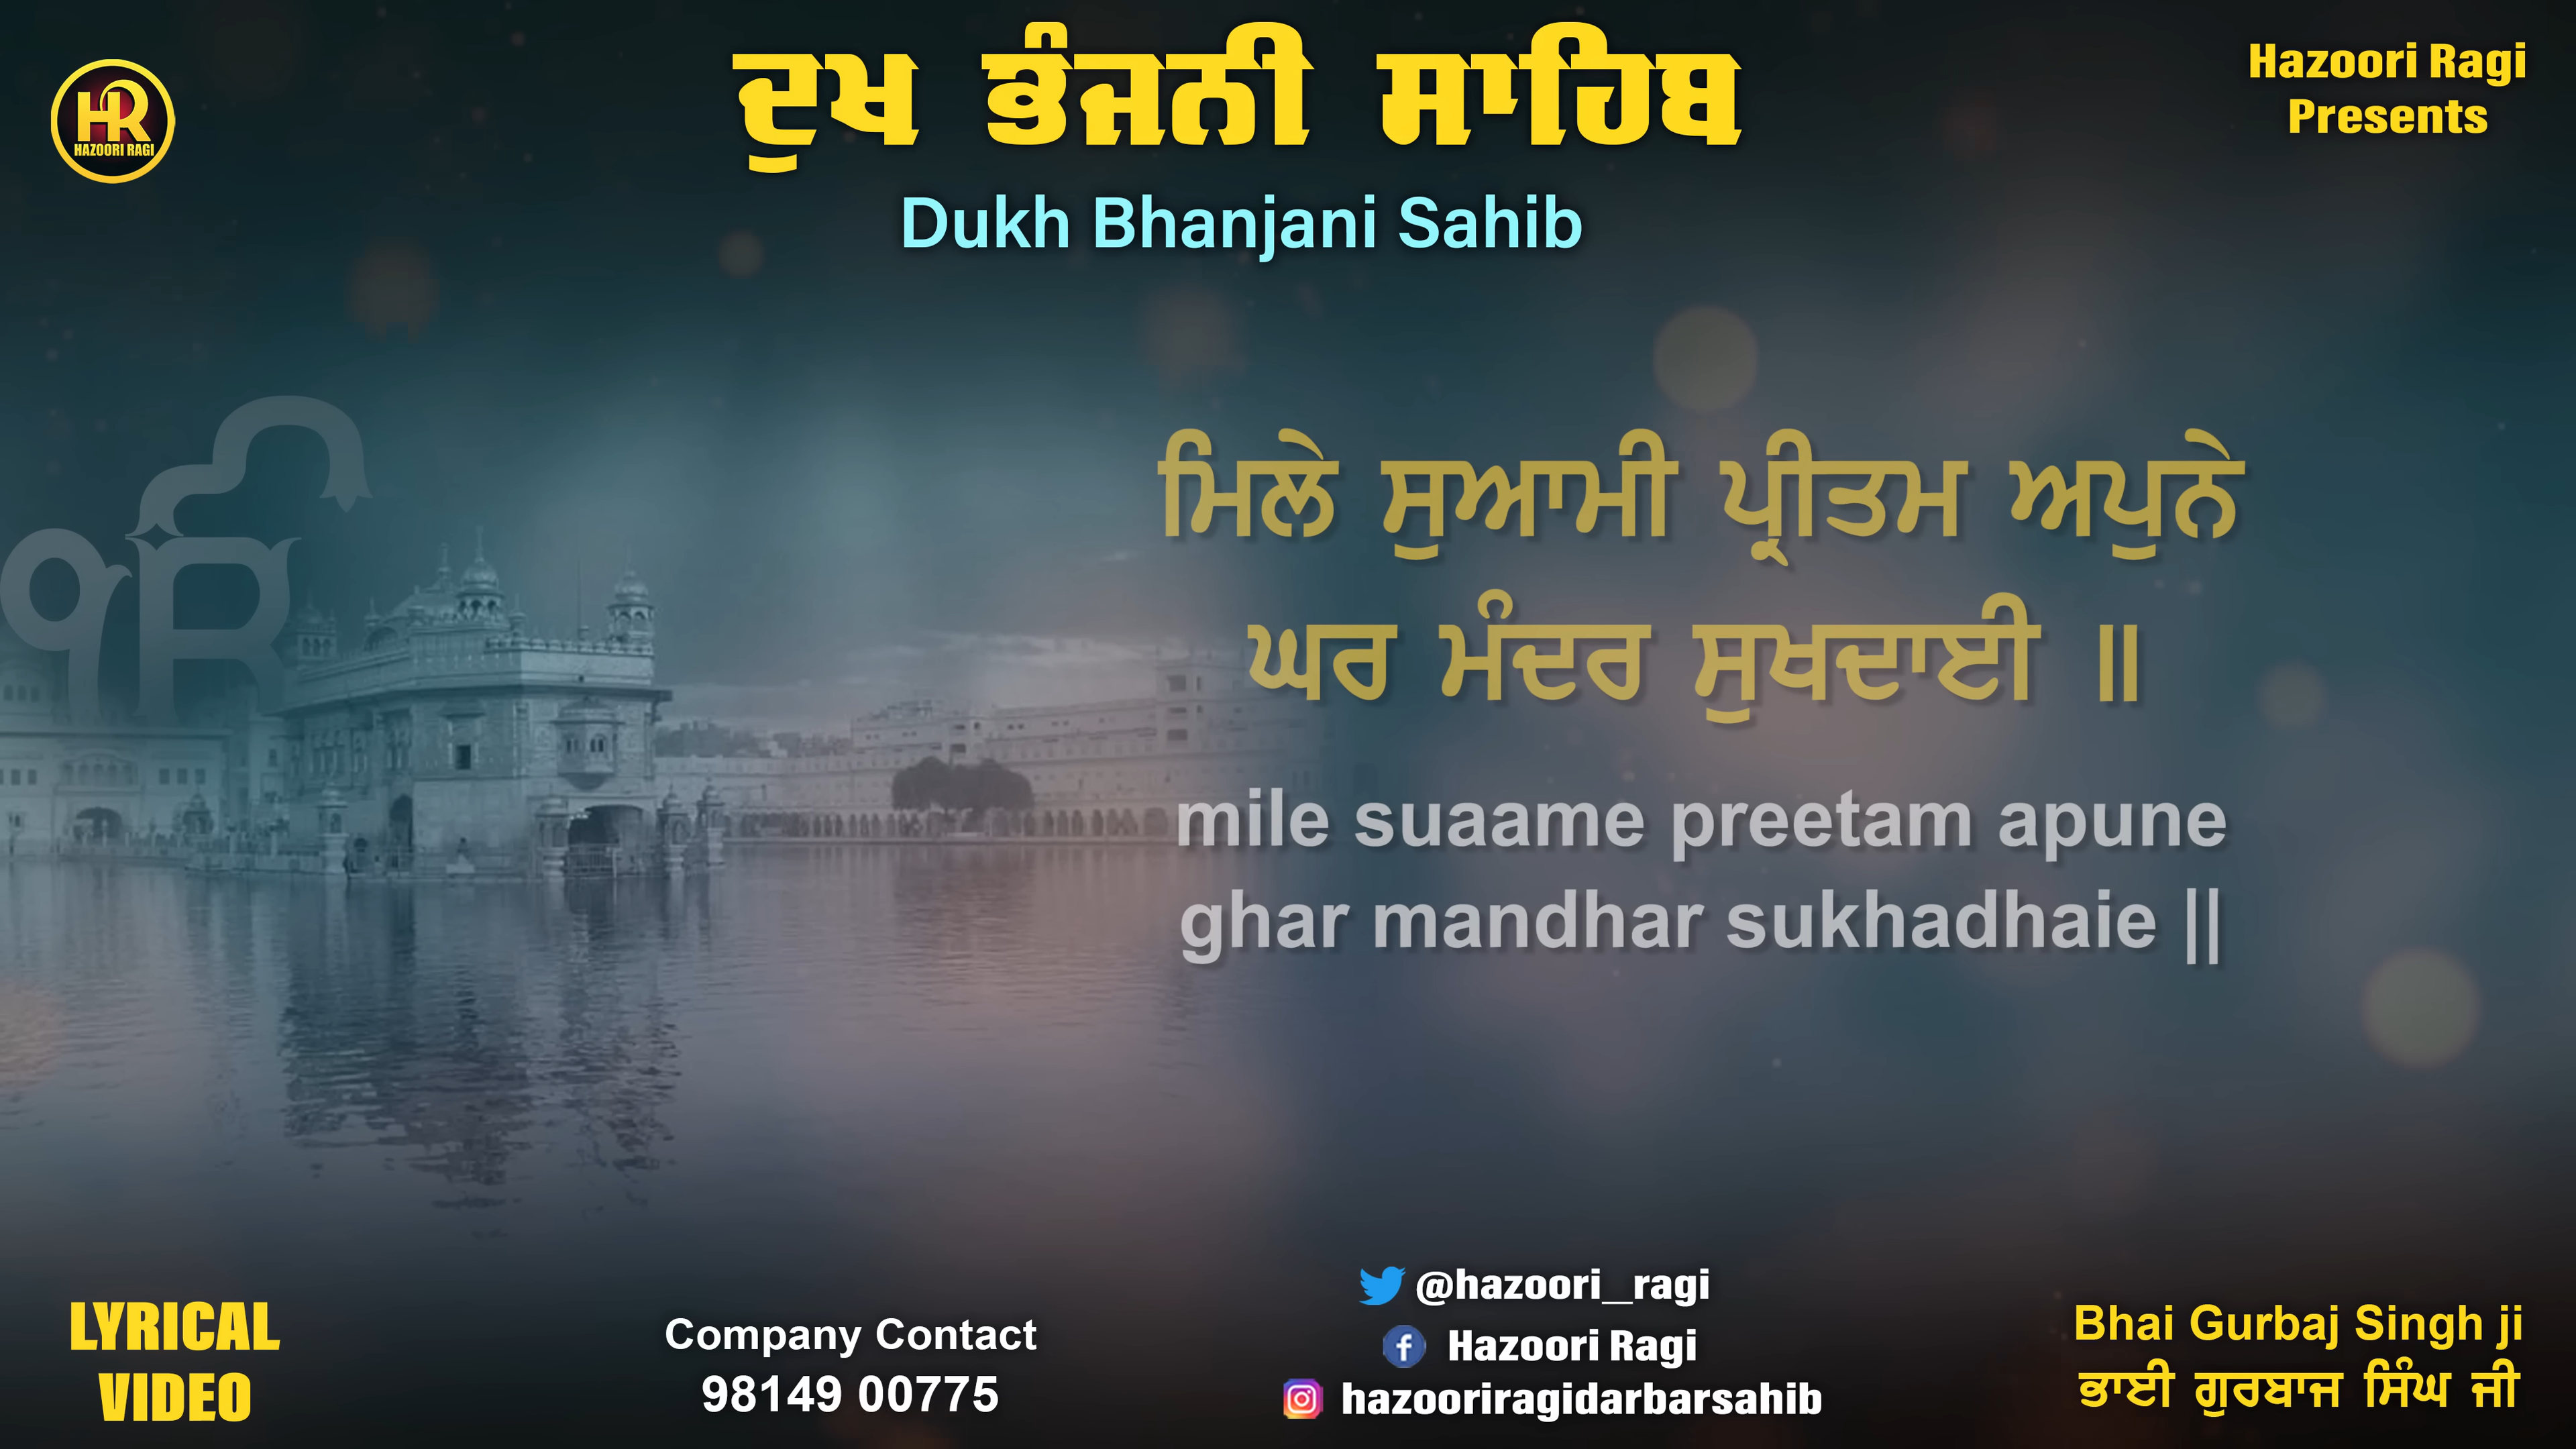 HR
HAZOORI RAGI
ਦੁਖ ਭੰਜਨੀ ਸਾਹਿਬ
Dukh Bhanjani Sahib
Hazoori Ragi
Presents
ੴ
ਮਿਲੇ ਸੁਆਮੀ ਪ੍ਰੀਤਮ ਅਪੁਨੇ
ਘਰ ਮੰਦਰ ਸੁਖਦਾਈ ॥
mile suaame preetam apune
ghar mandhar sukhadhaie ||
LYRICAL
VIDEO
Company Contact
98149 00775
@hazoori__ragi
Hazoori Ragi
hazooriragidarbarsahib
Bhai Gurbaj Singh ji
ਭਾਈ ਗੁਰਬਾਜ ਸਿੰਘ ਜੀ